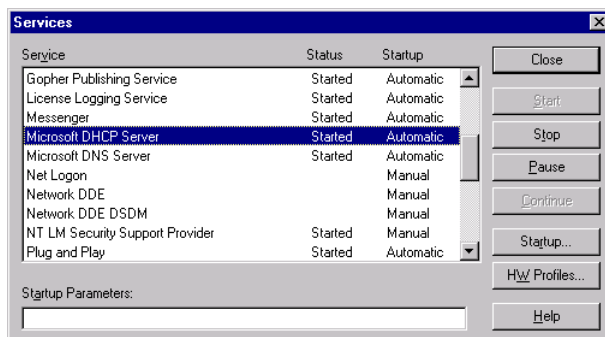 Services
Service Status Startup
Gopher Publishing Service Started Automatic
License Logging Service Started Automatic
Messenger Started Automatic
Microsoft DHCP Server Started Automatic
Microsoft DNS Server Started Automatic
Net Logon Manual
Network DDE Manual
Network DDE DSDM Manual
NT LM Security Support Provider Started Manual
Plug and Play Started Automatic
Startup Parameters:
Close
Start
Stop
Pause
Continue
Startup...
HW Profiles...
Help